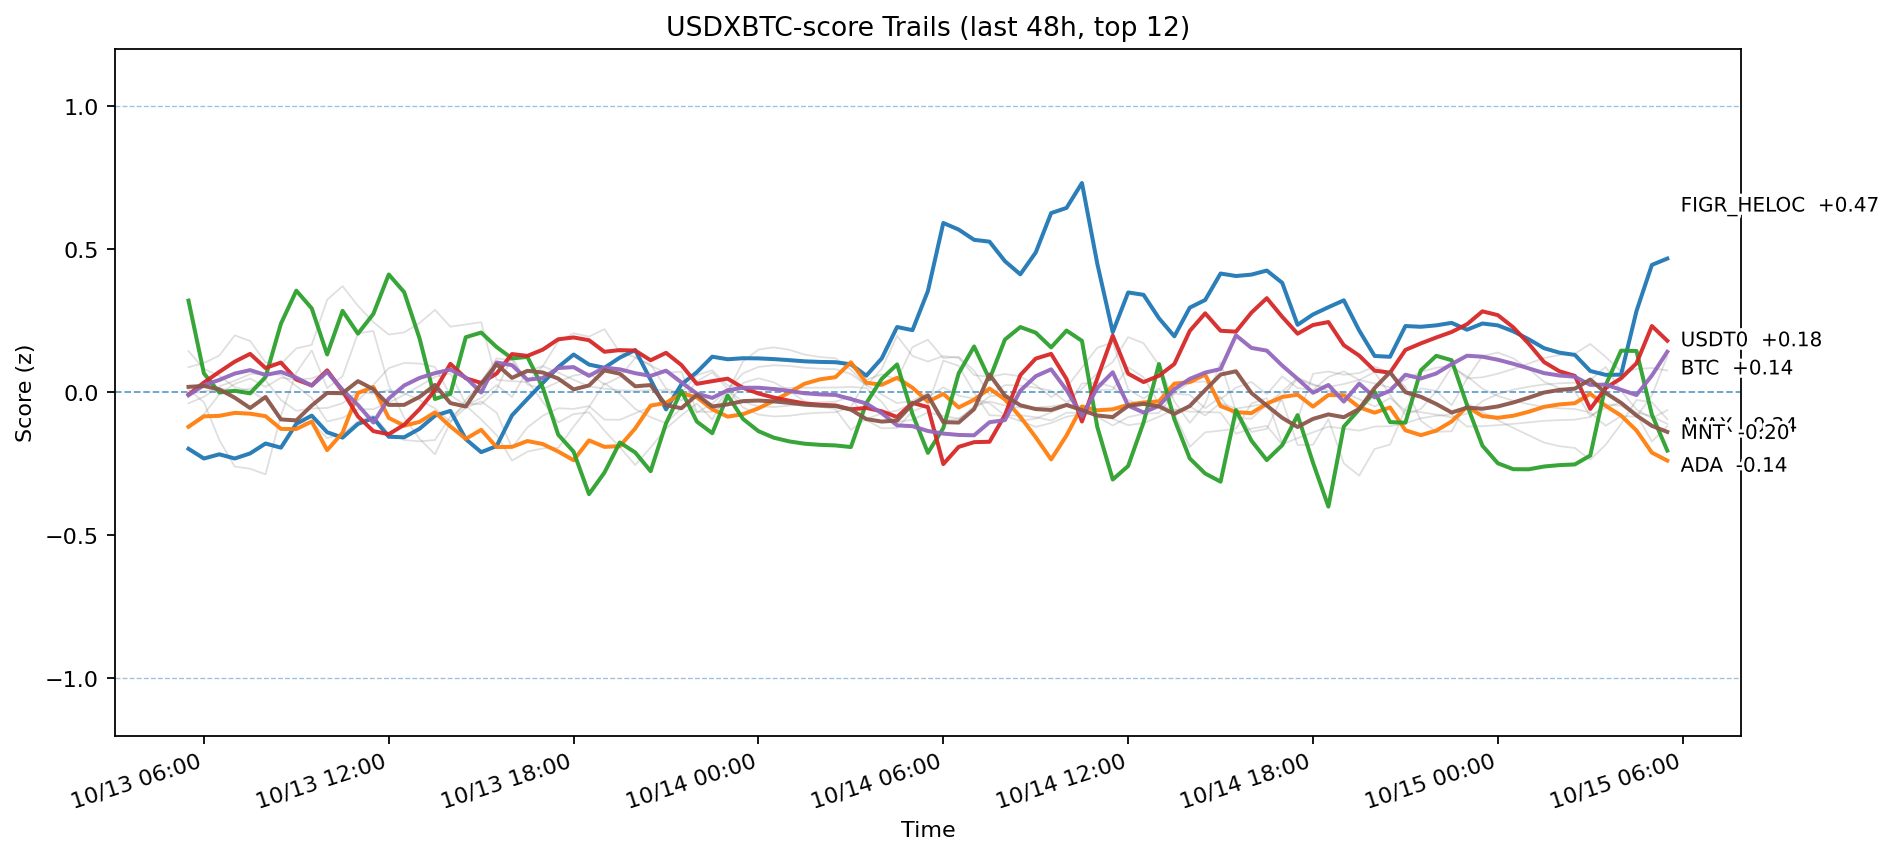 USDXBTC-score Trails (last 48h, top 12)
Score (z)
1.0
0.5
0.0
−0.5
−1.0
FIGR_HELOC +0.47
USDT0 +0.18
BTC +0.14
MNT -0.20
ADA -0.14
10/13 06:00
10/13 12:00
10/13 18:00
10/14 00:00
10/14 06:00
10/14 12:00
10/14 18:00
10/15 00:00
10/15 06:00
Time